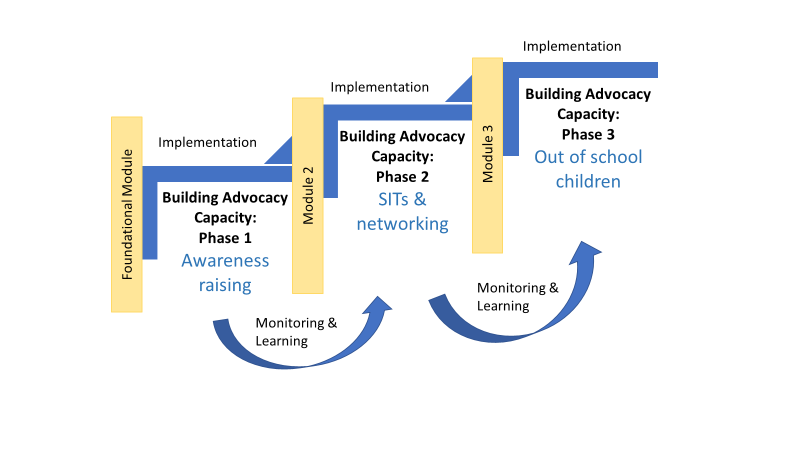 Foundational Module
Implementation
Building Advocacy
Capacity:
Phase 1
Awareness
raising
Monitoring &
Learning
Module 2
Implementation
Building Advocacy
Capacity:
Phase 2
SITs &
networking
Monitoring &
Learning
Module 3
Implementation
Building Advocacy
Capacity:
Phase 3
Out of school
children